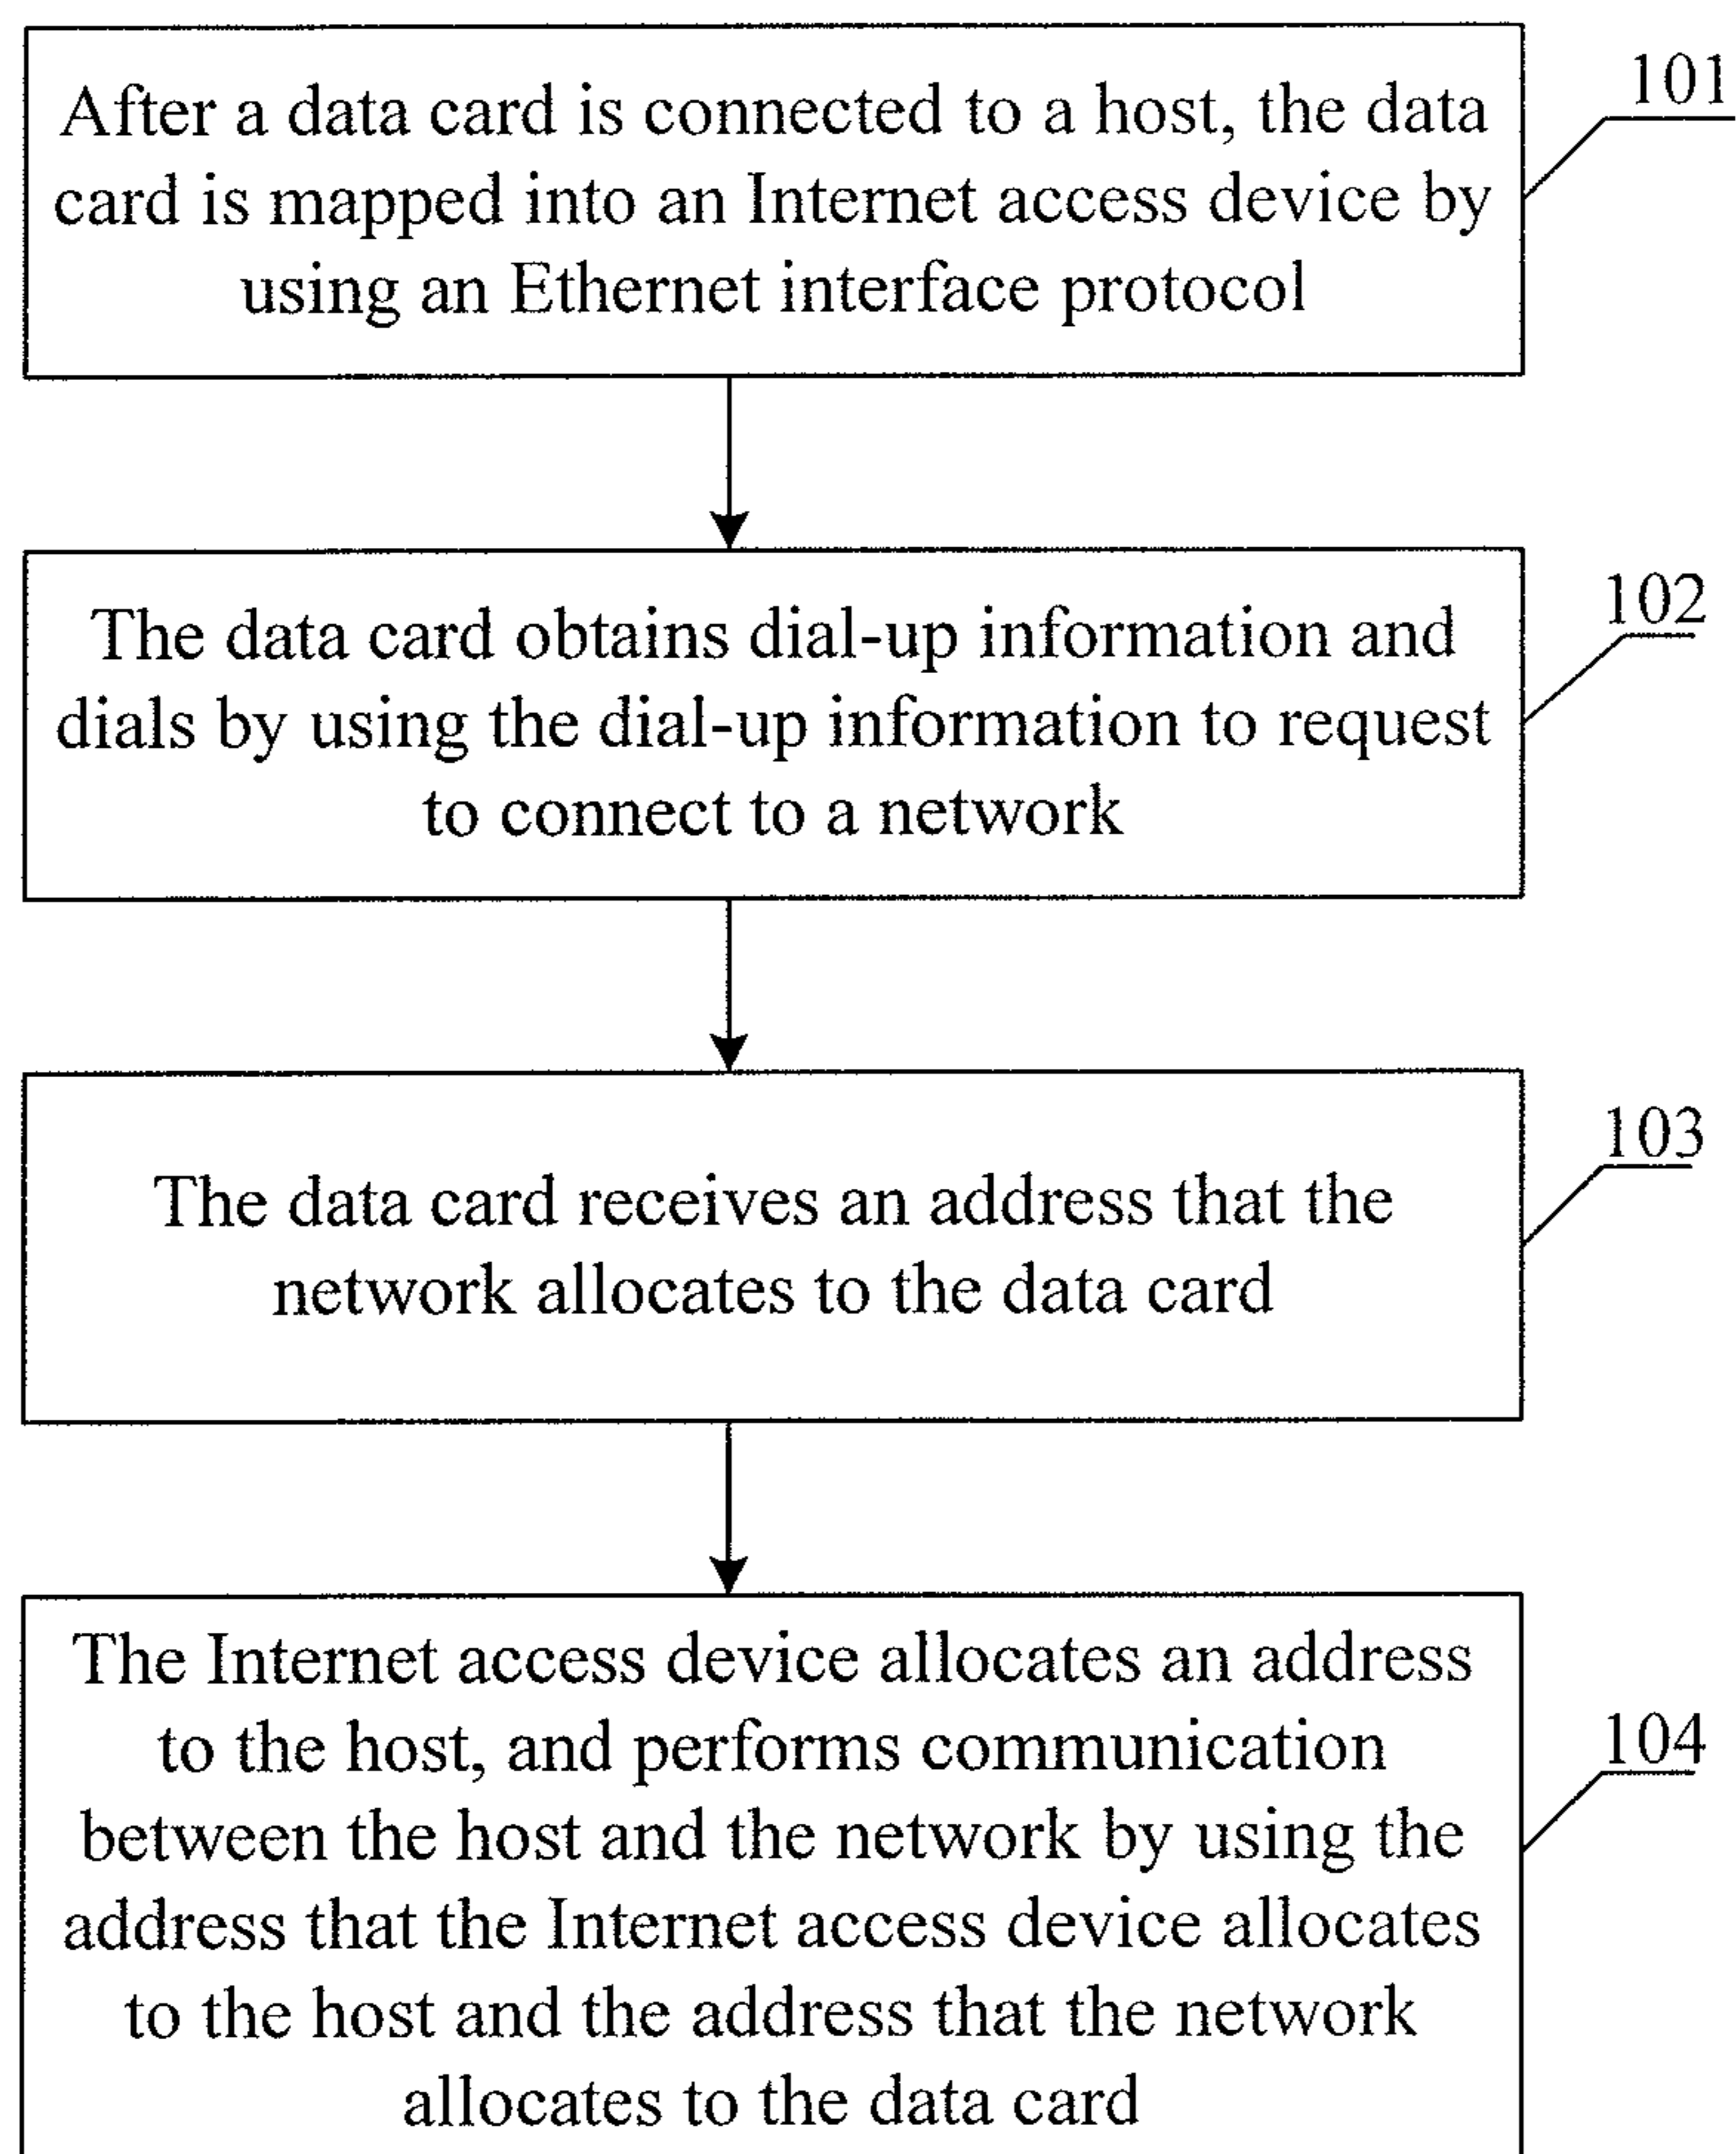 After a data card is connected to a host, the data
card is mapped into an Internet access device by
using an Ethernet interface protocol
101
The data card obtains dial-up information and
dials by using the dial-up information to request
to connect to a network
102
The data card receives an address that the
network allocates to the data card
103
The Internet access device allocates an address
to the host, and performs communication
between the host and the network by using the
address that the Internet access device allocates
to the host and the address that the network
allocates to the data card
104